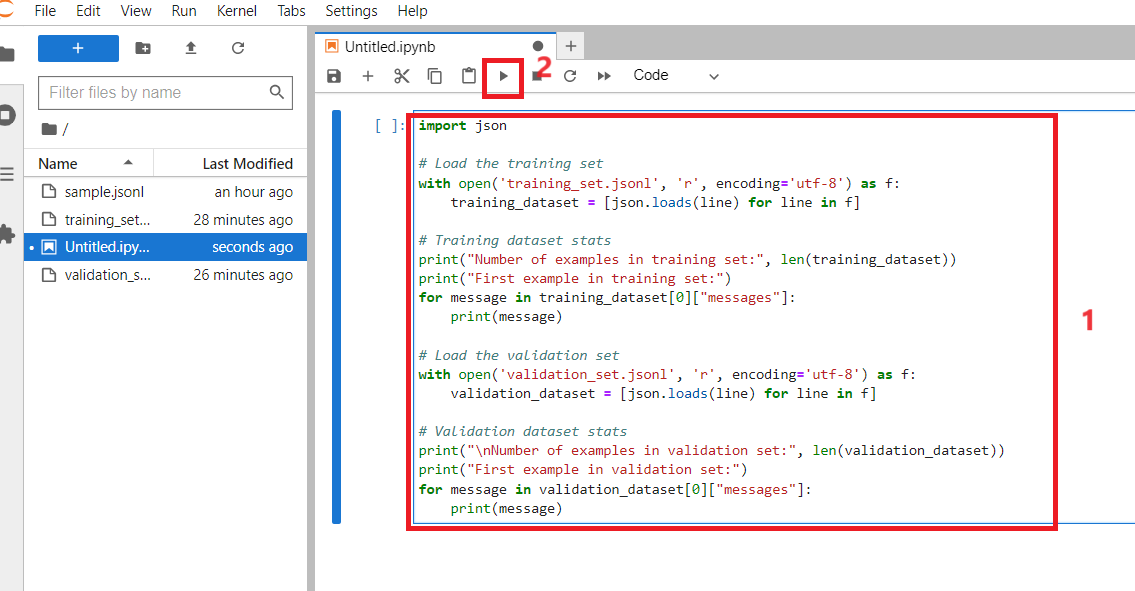 File Edit View Run Kernel Tabs Settings Help
Untitled.ipynb
2
Code
Filter files by name
/
Name Last Modified
sample.jsonl an hour ago
training_set... 28 minutes ago
Untitled.ipy... seconds ago
validation_s... 26 minutes ago
[ ]:
import json
# Load the training set
with open('training_set.jsonl', 'r', encoding='utf-8') as f:
    training_dataset = [json.loads(line) for line in f]
# Training dataset stats
print("Number of examples in training set:", len(training_dataset))
print("First example in training set:")
for message in training_dataset[0]["messages"]:
    print(message)
# Load the validation set
with open('validation_set.jsonl', 'r', encoding='utf-8') as f:
    validation_dataset = [json.loads(line) for line in f]
# Validation dataset stats
print("\nNumber of examples in validation set:", len(validation_dataset))
print("First example in validation set:")
for message in validation_dataset[0]["messages"]:
    print(message)
1